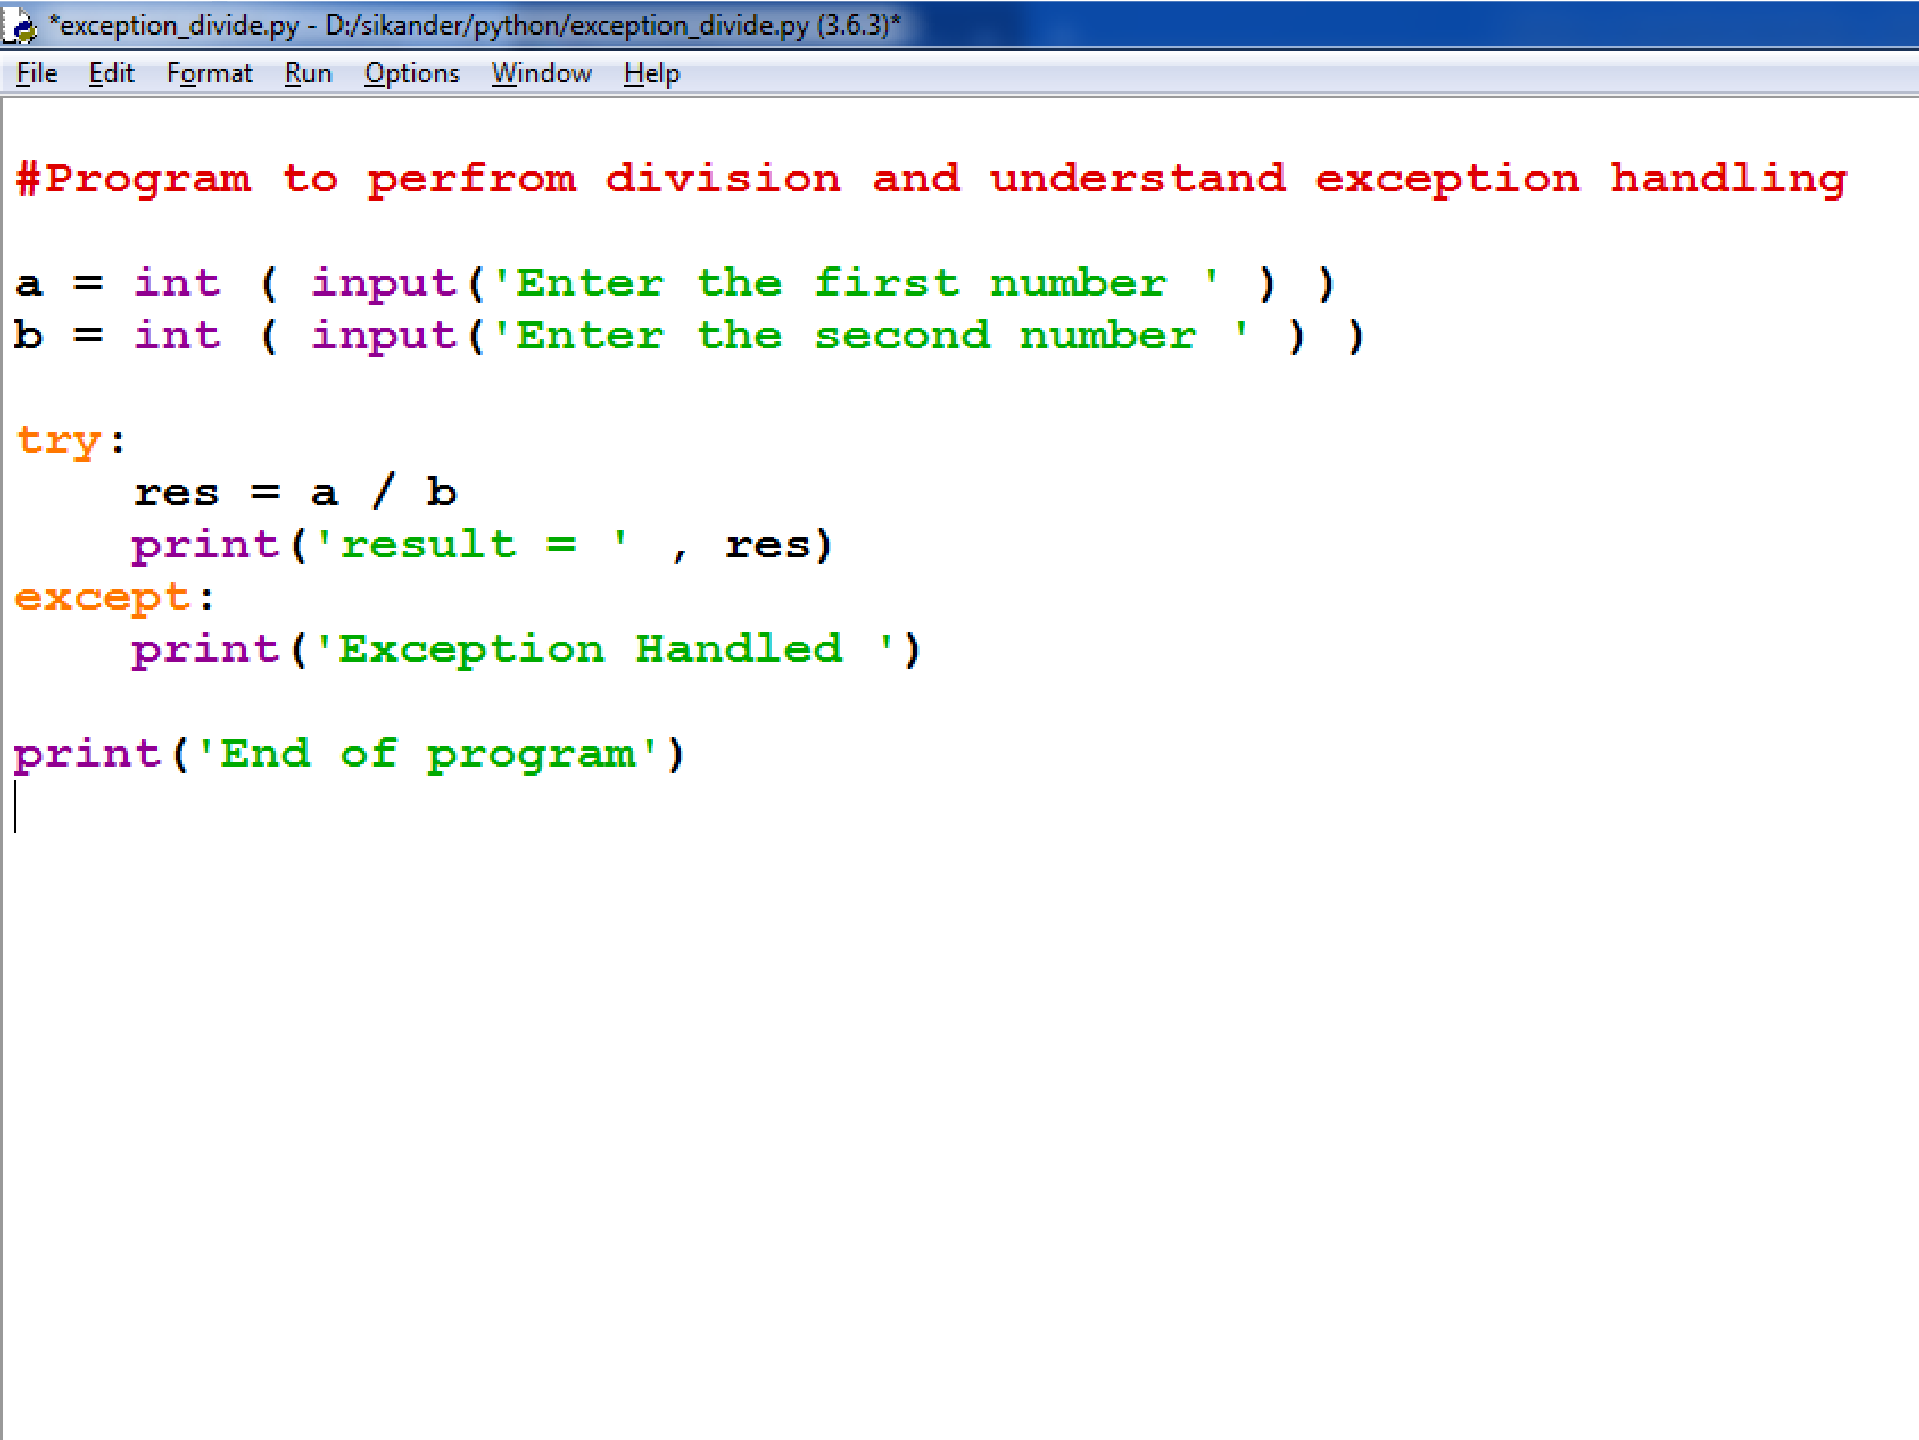 *exception_divide.py - D:/sikander/python/exception_divide.py (3.6.3)*
File Edit Format Run Options Window Help
#Program to perfrom division and understand exception handling
a = int ( input('Enter the first number ' ) )
b = int ( input('Enter the second number ' ) )
try:
    res = a / b
    print('result = ' , res)
except:
    print('Exception Handled ')
print('End of program')